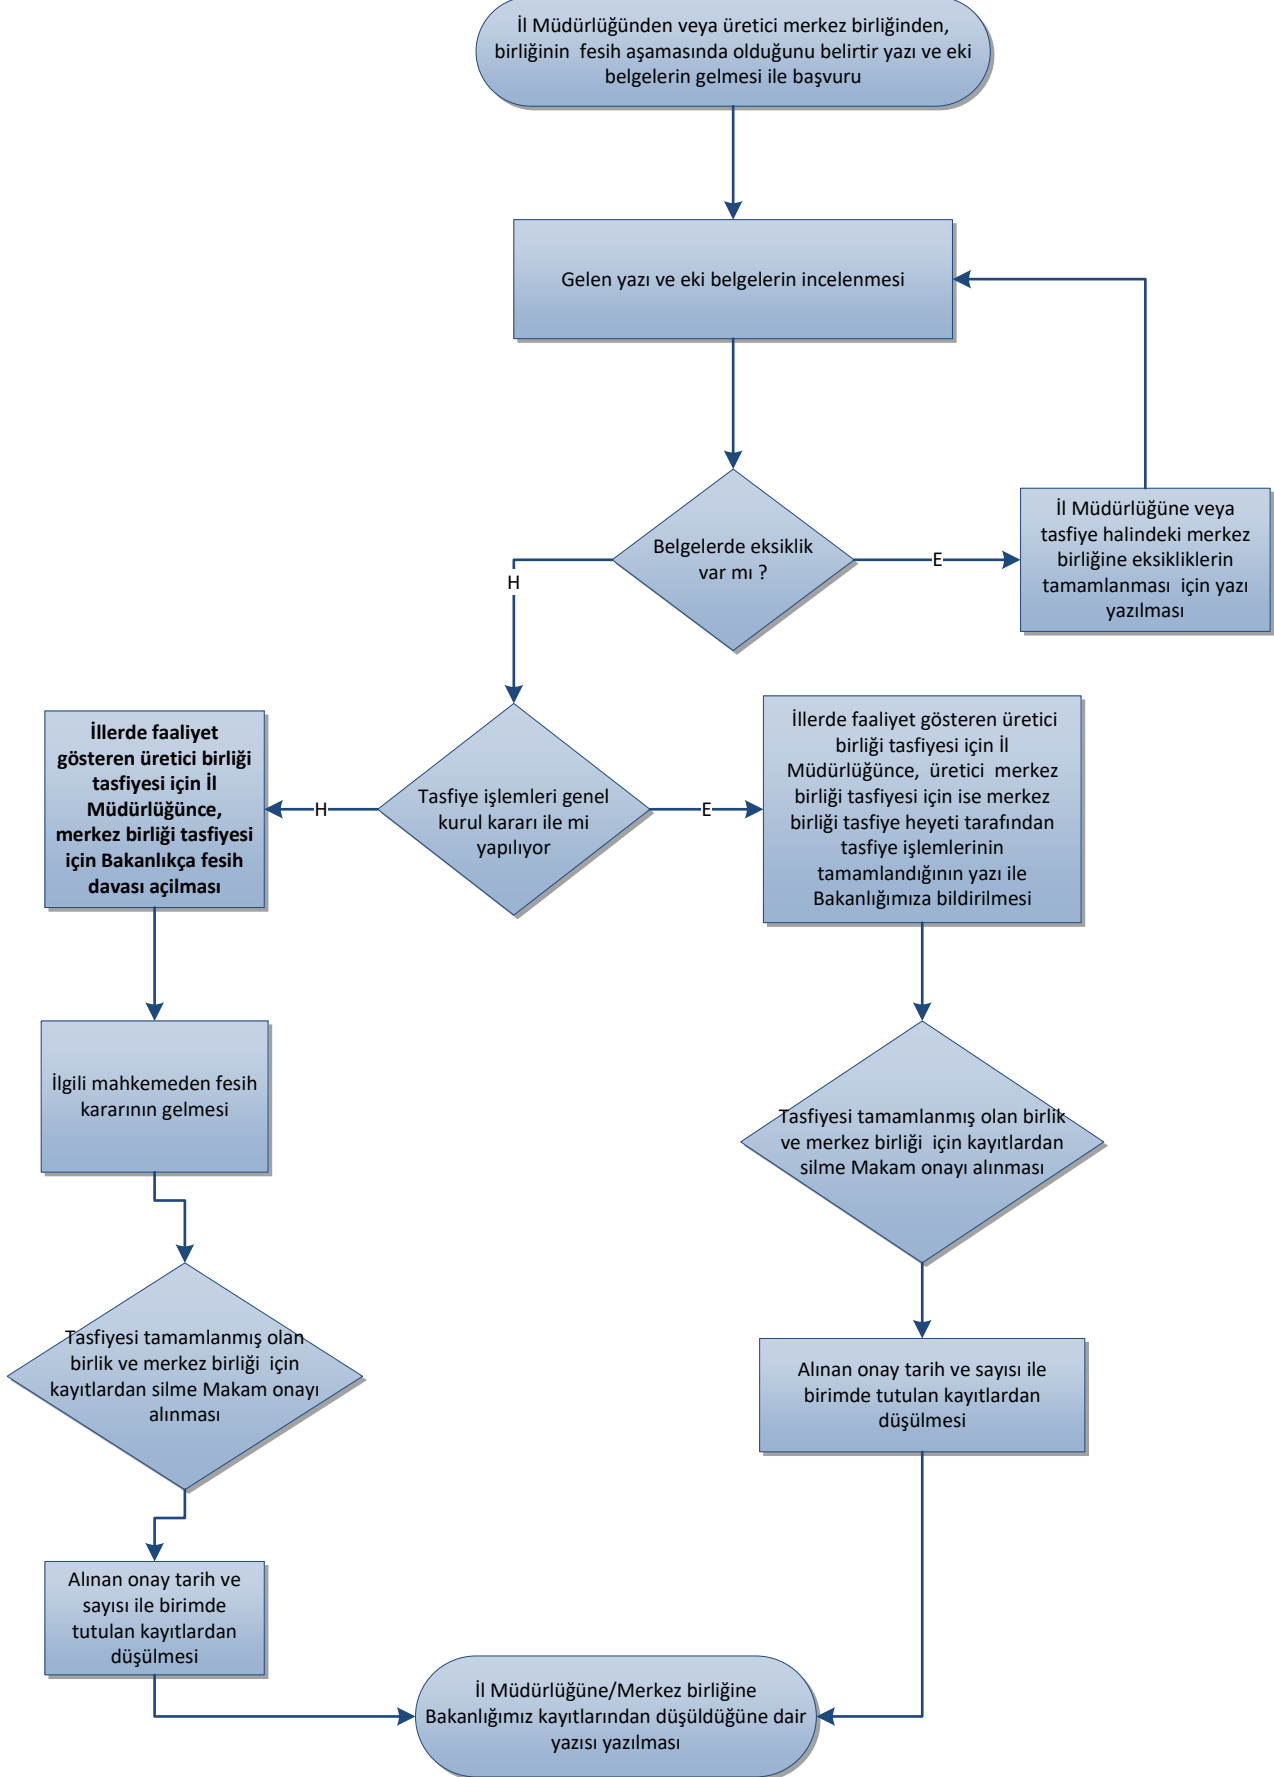 İl Müdürlüğünden veya üretici merkez birliğinden,
birliğinin fesih aşamasında olduğunu belirtir yazı ve eki
belgelerin gelmesi ile başvuru
Gelen yazı ve eki belgelerin incelenmesi
Belgelerde eksiklik
var mı ?
E
H
İl Müdürlüğüne veya
tasfiye halindeki merkez
birliğine eksikliklerin
tamamlanması için yazı
yazılması
İllerde faaliyet
gösteren üretici birliği
tasfiyesi için İl
Müdürlüğünce,
merkez birliği tasfiyesi
için Bakanlıkça fesih
davası açılması
H
Tasfiye işlemleri genel
kurul kararı ile mi
yapılıyor
E
İllerde faaliyet gösteren üretici
birliği tasfiyesi için İl
Müdürlüğünce, üretici merkez
birliği tasfiyesi için ise merkez
birliği tasfiye heyeti tarafından
tasfiye işlemlerinin
tamamlandığının yazı ile
Bakanlığımıza bildirilmesi
İlgili mahkemeden fesih
kararının gelmesi
Tasfiyesi tamamlanmış olan birlik
ve merkez birliği için kayıtlardan
silme Makam onayı alınması
Tasfiyesi tamamlanmış olan
birlik ve merkez birliği için
kayıtlardan silme Makam onayı
alınması
Alınan onay tarih ve sayısı ile
birimde tutulan kayıtlardan
düşülmesi
Alınan onay tarih ve
sayısı ile birimde
tutulan kayıtlardan
düşülmesi
İl Müdürlüğüne/Merkez birliğine
Bakanlığımız kayıtlarından düşüldüğüne dair
yazısı yazılması